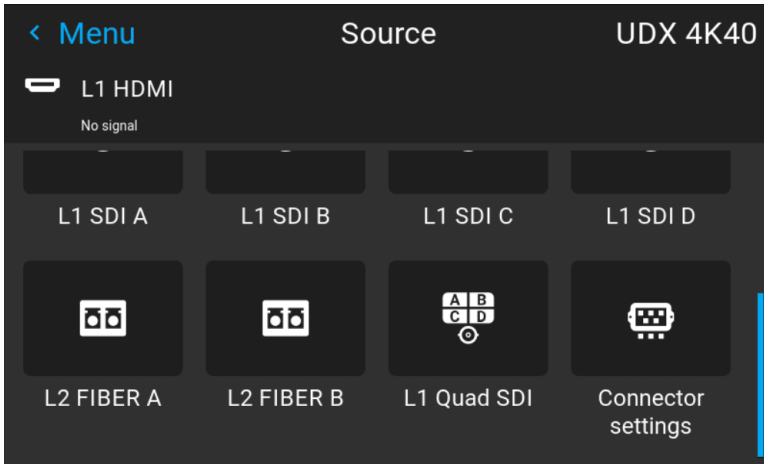 Menu
Source
UDX 4K40
L1 HDMI
No signal
L1 SDI A
L1 SDI B
L1 SDI C
L1 SDI D
A B
C D
L2 FIBER A
L2 FIBER B
L1 Quad SDI
Connector
settings